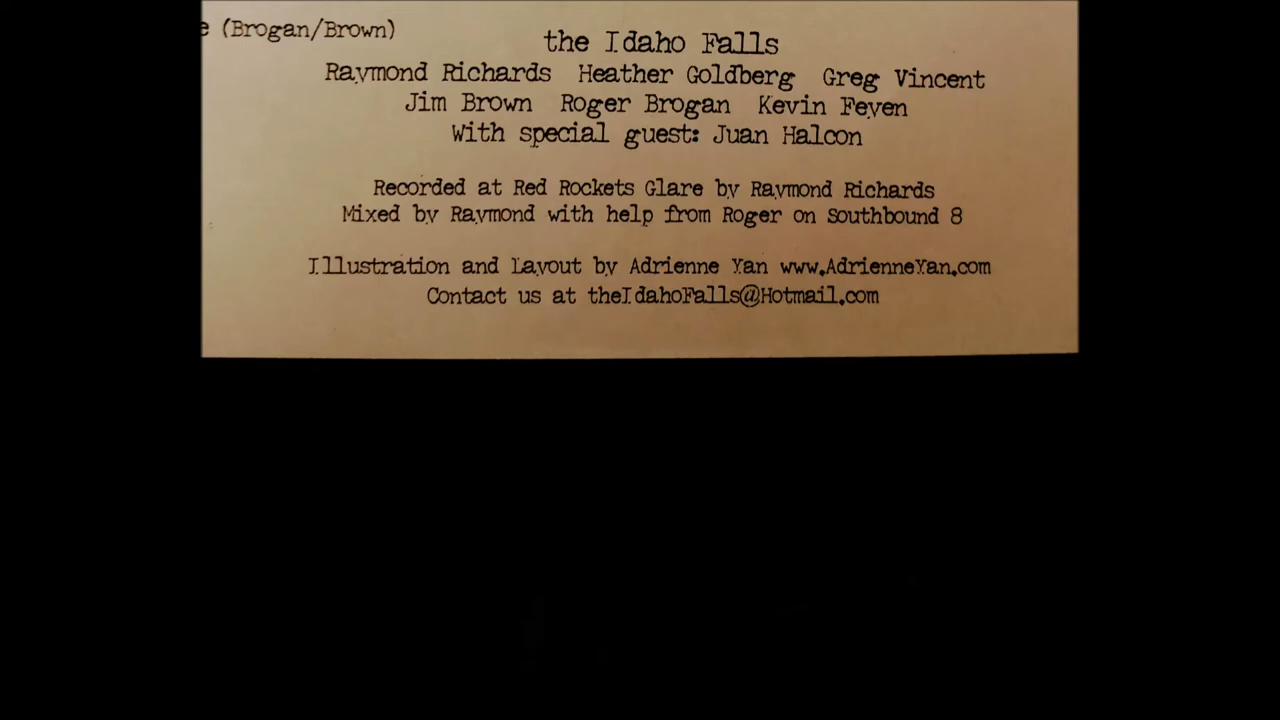 (Brogan/Brown)
the Idaho Falls
Raymond Richards Heather Goldberg Greg Vincent
Jim Brown Roger Brogan Kevin Feyen
With special guest: Juan Halcon
Recorded at Red Rockets Glare by Raymond Richards
Mixed by Raymond with help from Roger on Southbound 8
Illustration and Layout by Adrienne Yan www.AdrienneYan.com
Contact us at theIdahoFalls@Hotmail.com